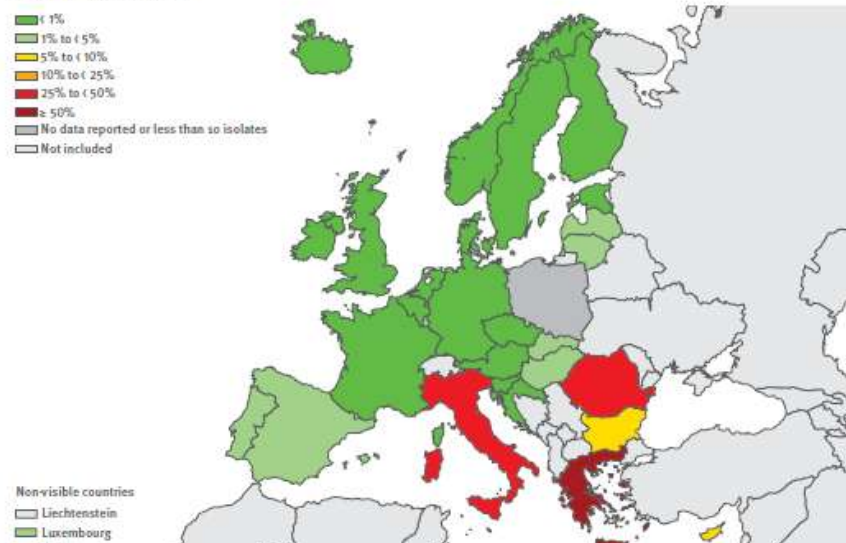 < 1%
1% to < 5%
5% to < 10%
10% to < 25%
25% to < 50%
≥ 50%
No data reported or less than 10 isolates
Not included
Non-visible countries
Liechtenstein
Luxembourg